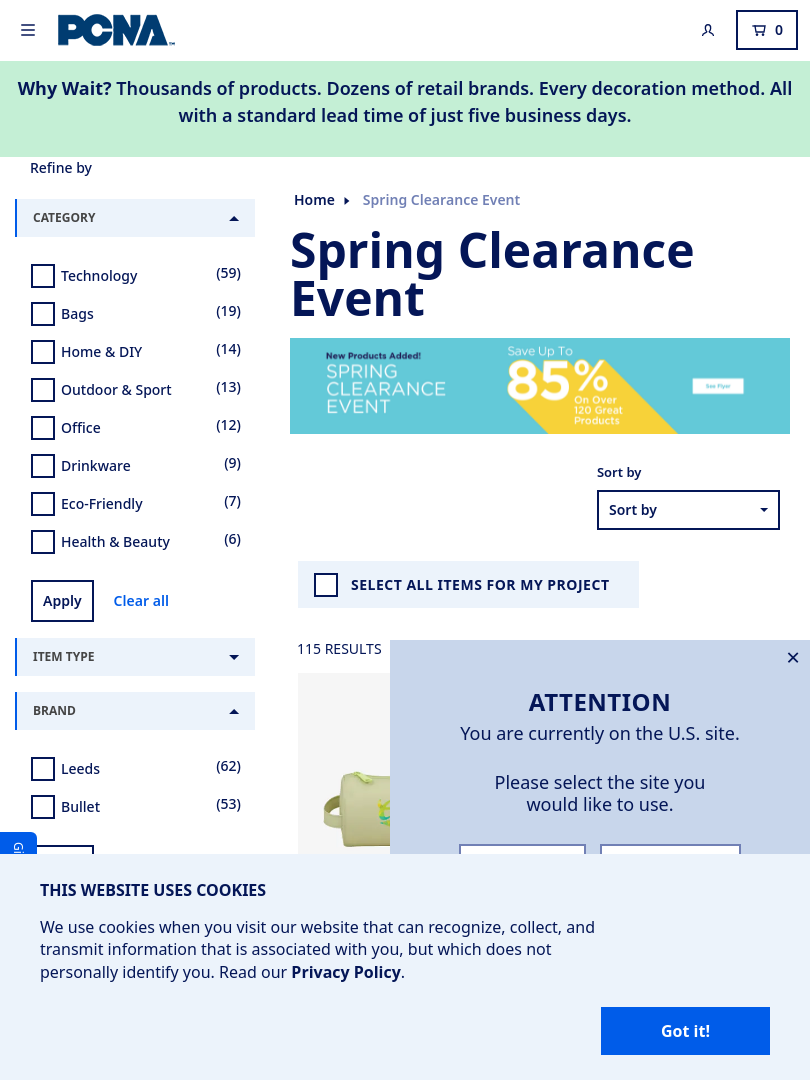 PCNA
0
Why Wait? Thousands of products. Dozens of retail brands. Every decoration method. All
with a standard lead time of just five business days.
Refine by
CATEGORY
Technology (59)
Bags (19)
Home & DIY (14)
Outdoor & Sport (13)
Office (12)
Drinkware (9)
Eco-Friendly (7)
Health & Beauty (6)
Apply Clear all
ITEM TYPE
BRAND
Leeds (62)
Bullet (53)
Home Spring Clearance Event
Spring Clearance
Event
New Products Added!
SPRING
CLEARANCE
EVENT
Save Up To
85%
On Over
120 Great
Products
See Flyer
Sort by
Sort by
SELECT ALL ITEMS FOR MY PROJECT
115 RESULTS
ATTENTION
You are currently on the U.S. site.
Please select the site you
would like to use.
THIS WEBSITE USES COOKIES
We use cookies when you visit our website that can recognize, collect, and
transmit information that is associated with you, but which does not
personally identify you. Read our Privacy Policy.
Got it!